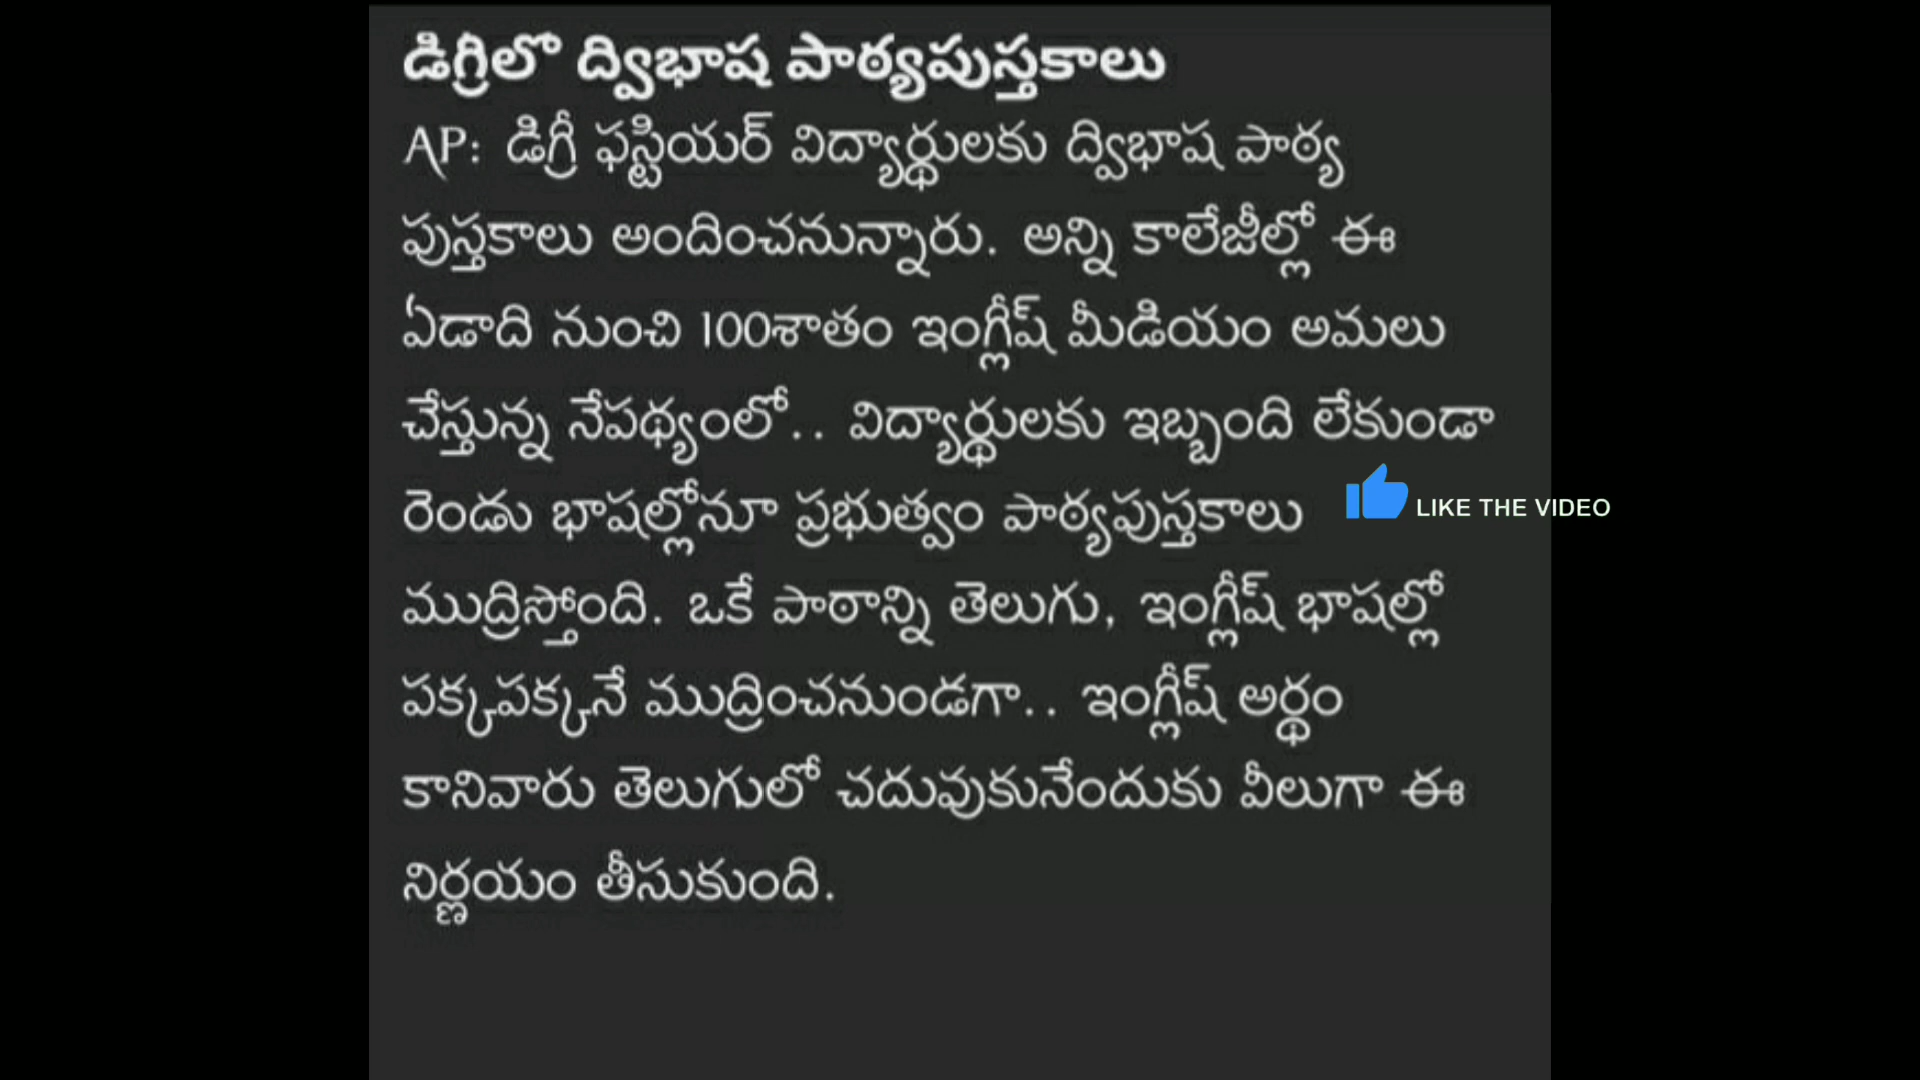 డిగ్రీలో ద్విభాష పాఠ్యపుస్తకాలు
AP: డిగ్రీ ఫస్టియర్ విద్యార్థులకు ద్విభాష పాఠ్య
పుస్తకాలు అందించనున్నారు. అన్ని కాలేజీల్లో ఈ
ఏడాది నుంచి 100శాతం ఇంగ్లీష్ మీడియం అమలు
చేస్తున్న నేపథ్యంలో.. విద్యార్థులకు ఇబ్బంది లేకుండా
రెండు భాషల్లోనూ ప్రభుత్వం పాఠ్యపుస్తకాలు
LIKE THE VIDEO
ముద్రిస్తోంది. ఒకే పాఠాన్ని తెలుగు, ఇంగ్లీష్ భాషల్లో
పక్కపక్కనే ముద్రించనుండగా.. ఇంగ్లీష్ అర్థం
కానివారు తెలుగులో చదువుకునేందుకు వీలుగా ఈ
నిర్ణయం తీసుకుంది.